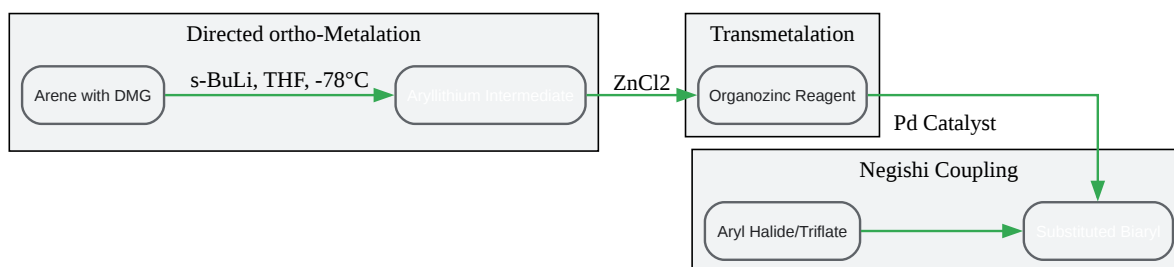 Directed ortho-Metalation
Arene with DMG
s-BuLi, THF, -78°C
Aryllithium Intermediate
ZnCl2
Transmetalation
Organozinc Reagent
Pd Catalyst
Negishi Coupling
Aryl Halide/Triflate
Substituted Biaryl